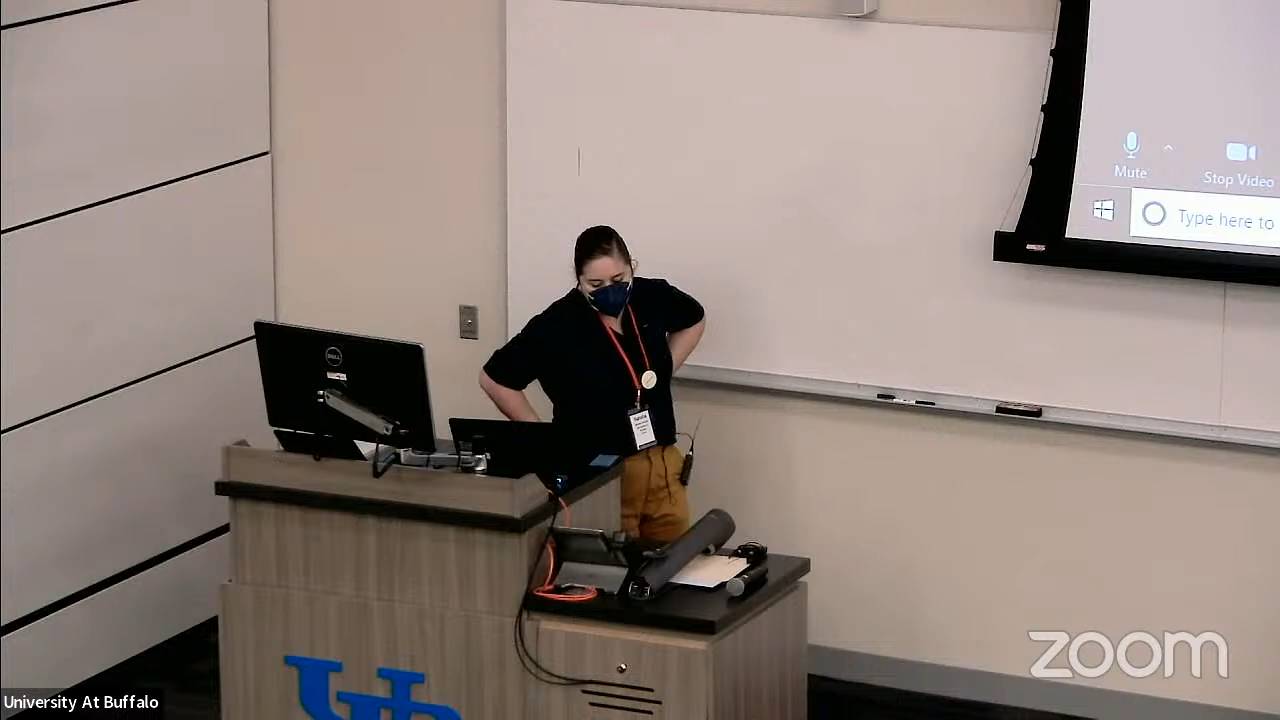 Mute
Stop Video
Type here to
DELL
UB
zoom
University At Buffalo